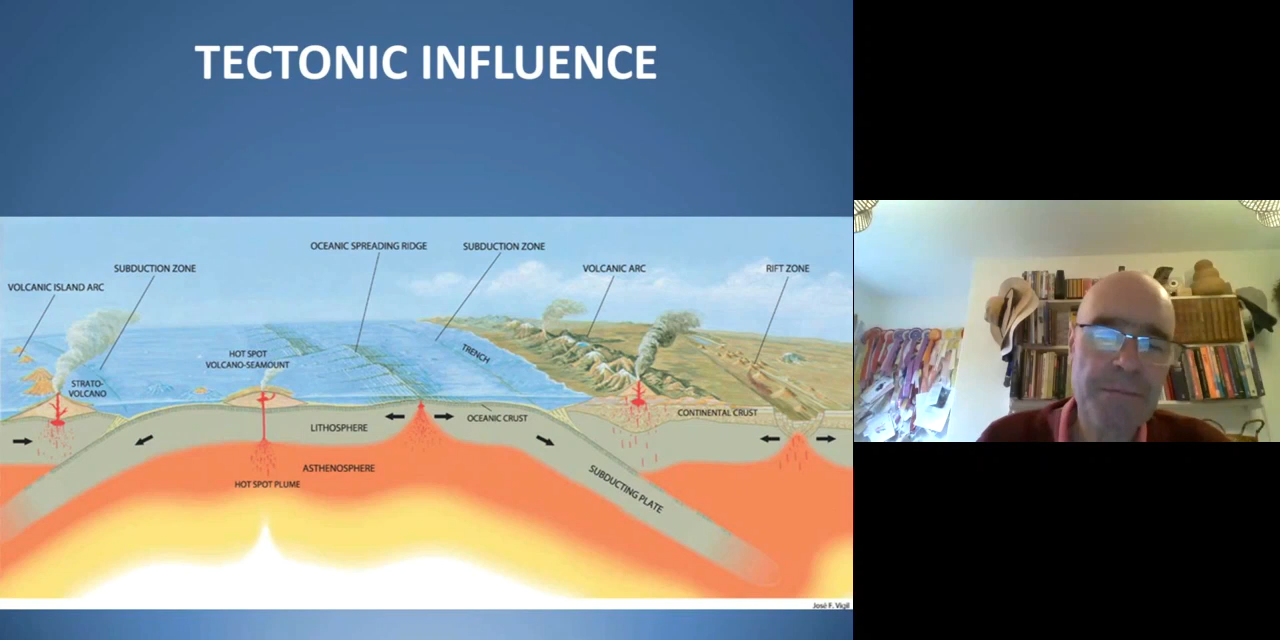 TECTONIC INFLUENCE
OCEANIC SPREADING RIDGE
SUBDUCTION ZONE
SUBDUCTION ZONE
VOLCANIC ARC
RIFT ZONE
VOLCANIC ISLAND ARC
HOT SPOT
VOLCANO-SEAMOUNT
TRENCH
STRATO-
VOLCANO
CONTINENTAL CRUST
OCEANIC CRUST
LITHOSPHERE
ASTHENOSPHERE
HOT SPOT PLUME
SUBDUCTING PLATE
José F. Vigil